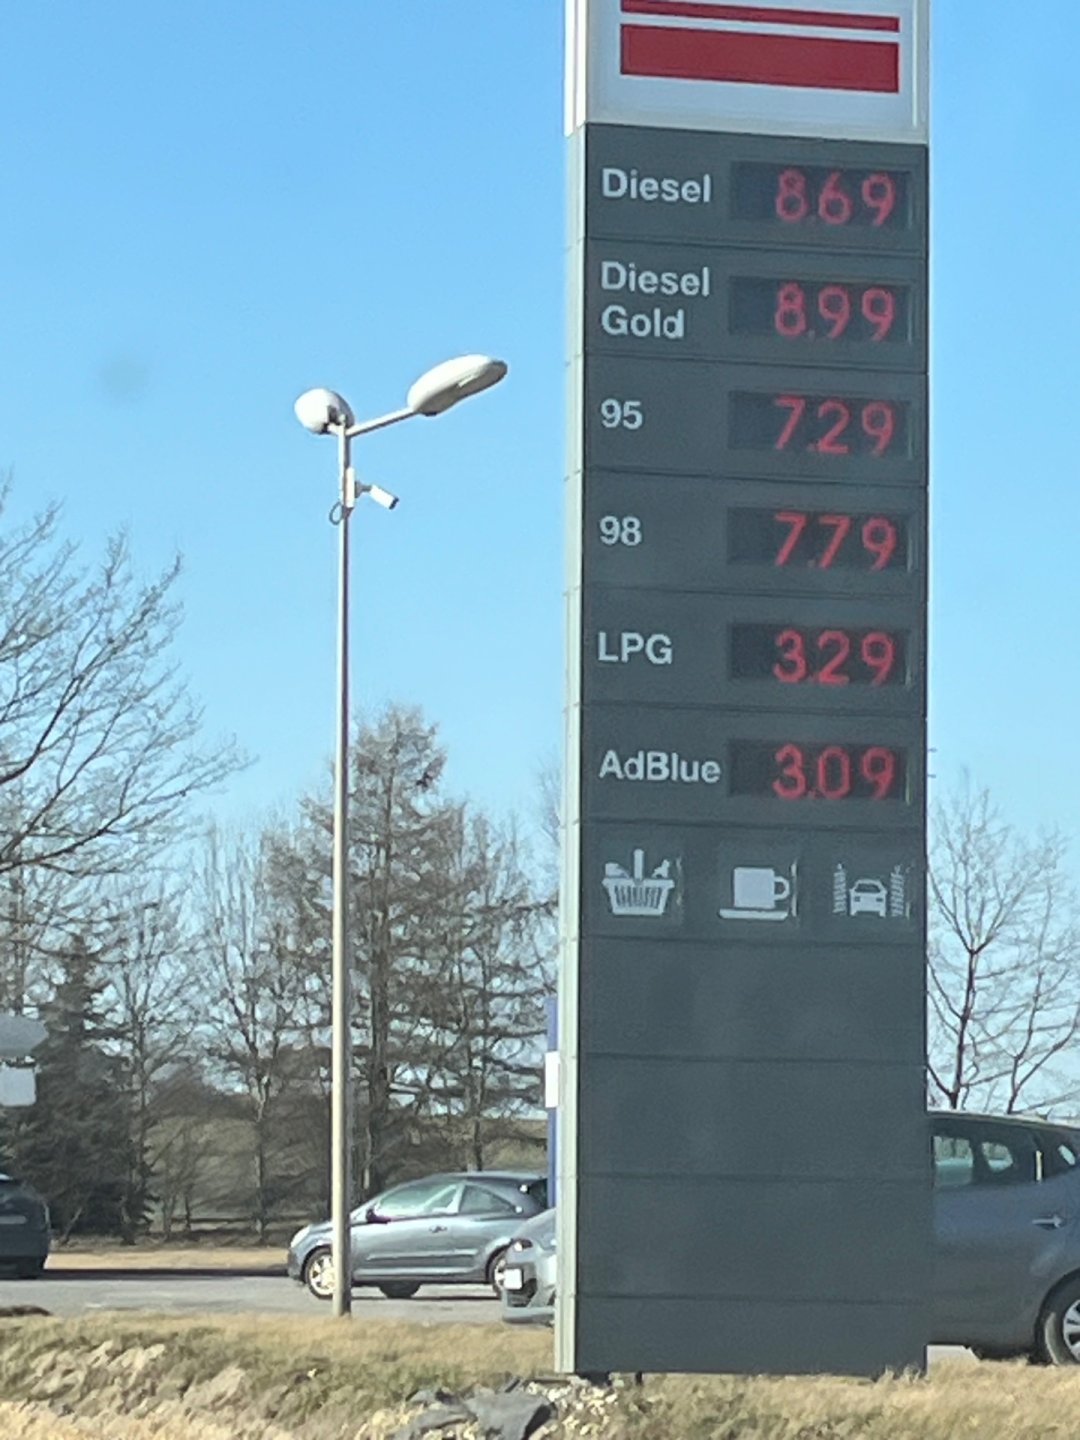 Diesel 8.69
Diesel
Gold 8.99
95 7.29
98 7.79
LPG 3.29
AdBlue 3.09